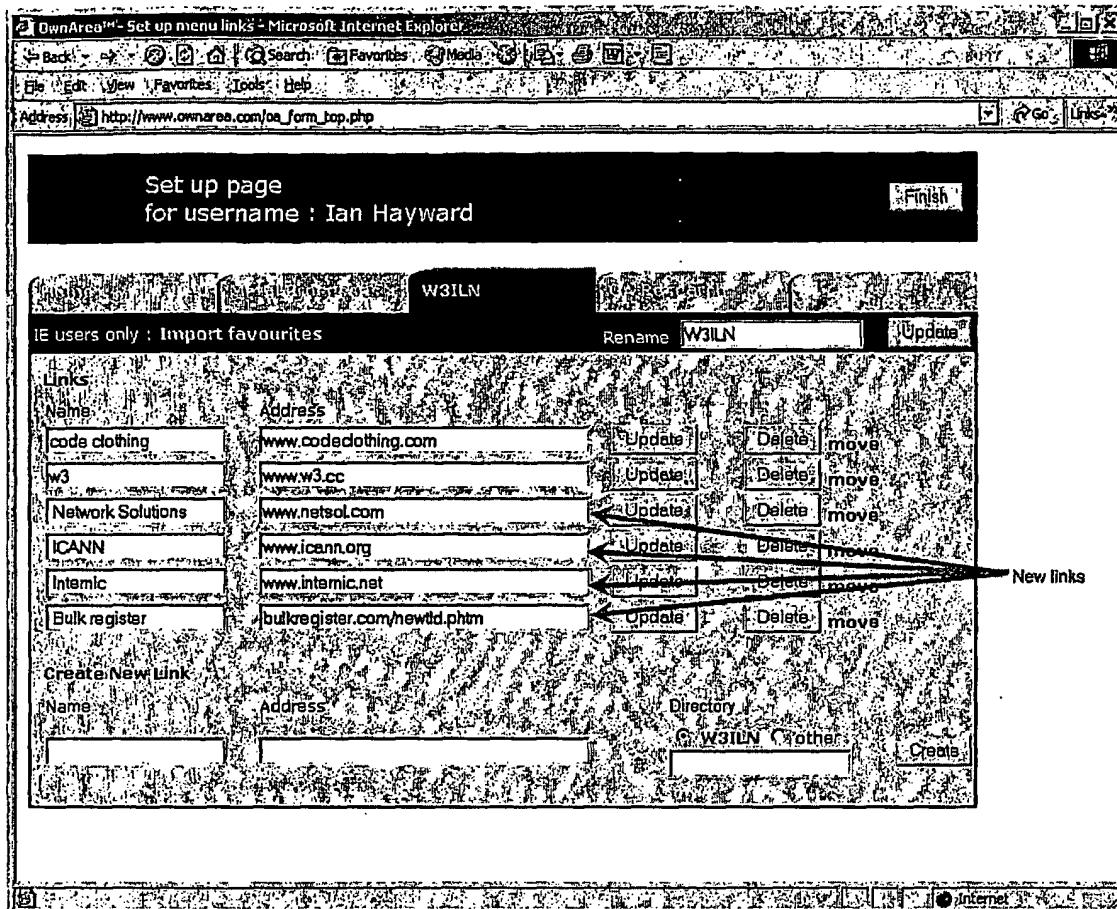 OwnArea™ - Set up menu links - Microsoft Internet Explorer
Back Search Favorites Media
File Edit View Favorites Tools Help
Address http://www.ownarea.com/oa_form_top.php Go Links
Set up page
for username : Ian Hayward
Finish
W3ILN
IE users only : Import favourites Rename W3ILN Update
Links
Name Address
code clothing www.codeclothing.com Update Delete move
w3 www.w3.cc Update Delete move
Network Solutions www.netsol.com Update Delete move
ICANN www.icann.org Update Delete move
Internic www.internic.net Update Delete move
Bulk register bulkregister.com/newtld.phtm Update Delete move
New links
Create New Link
Name Address Directory
W3ILN other
Create
Internet